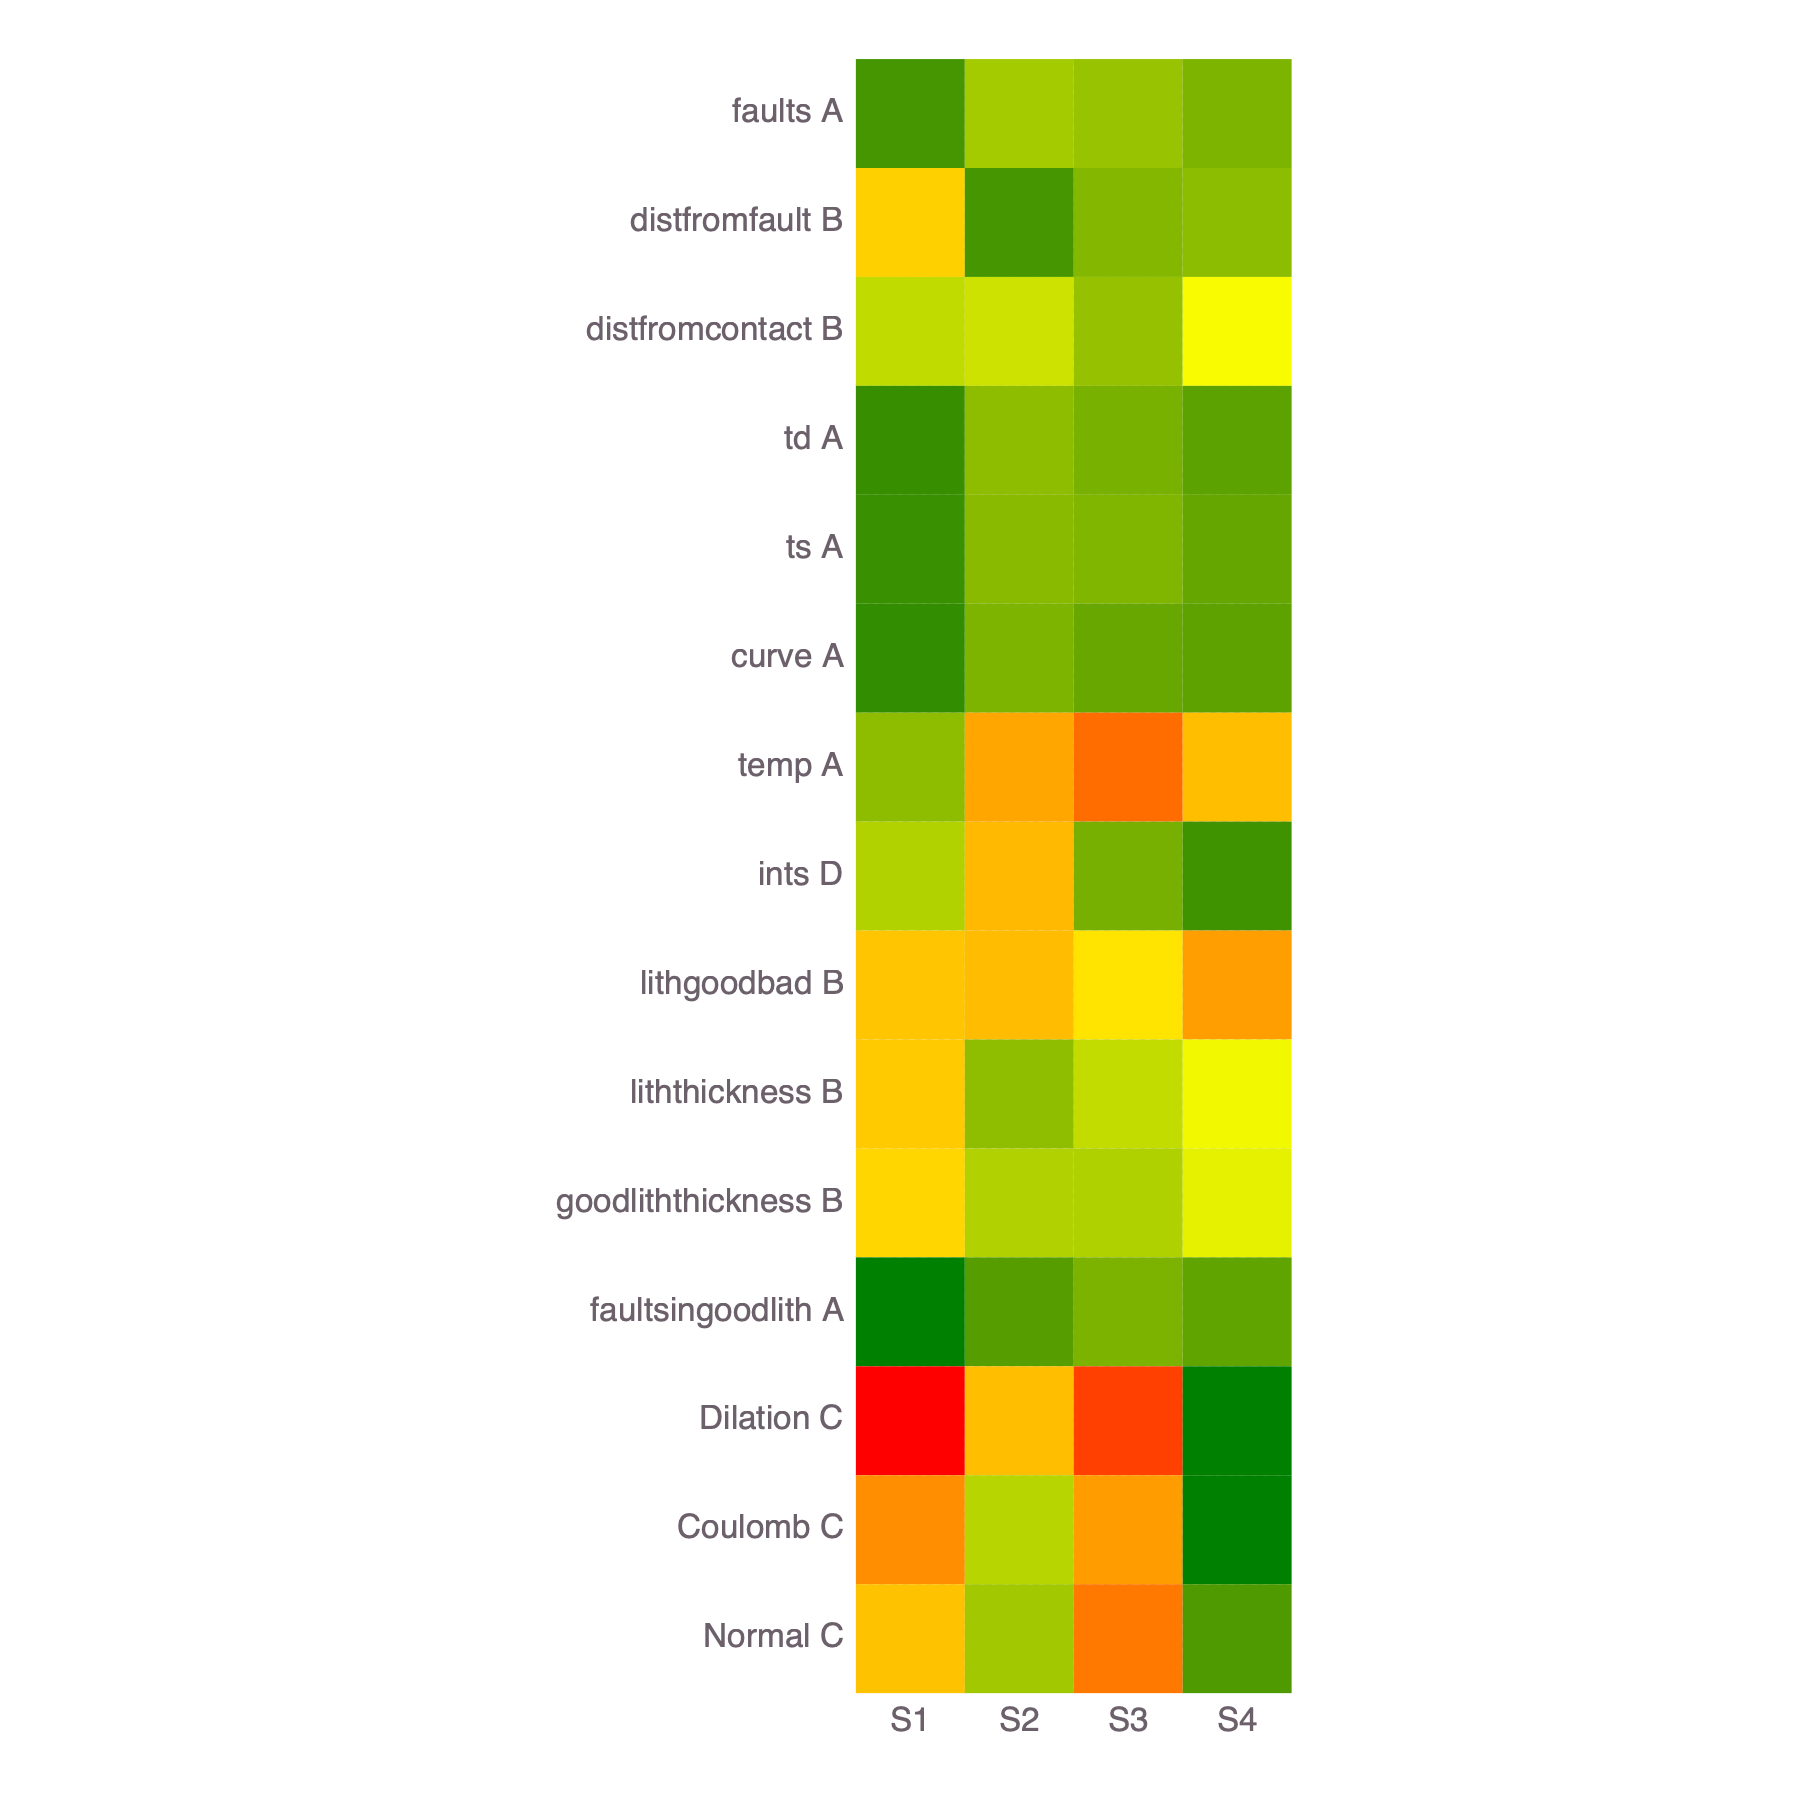 faults A
distfromfault B
distfromcontact B
td A
ts A
curve A
temp A
ints D
lithgoodbad B
liththickness B
goodliththickness B
faultsingoodlith A
Dilation C
Coulomb C
Normal C
S1 S2 S3 S4